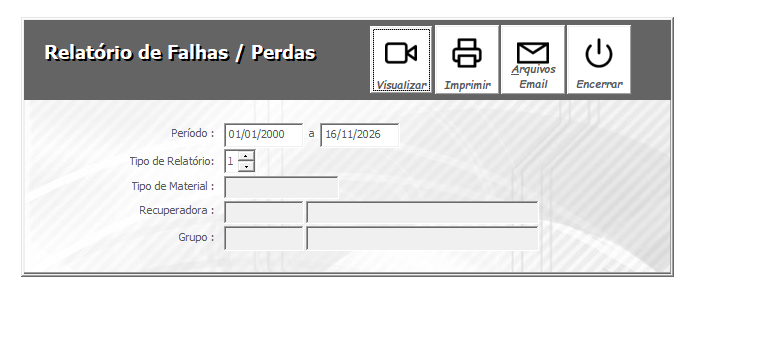 Relatório de Falhas / Perdas
Visualizar
Imprimir
Arquivos
Email
Encerrar
Período : 01/01/2000 a 16/11/2026
Tipo de Relatório: 1
Tipo de Material :
Recuperadora :
Grupo :